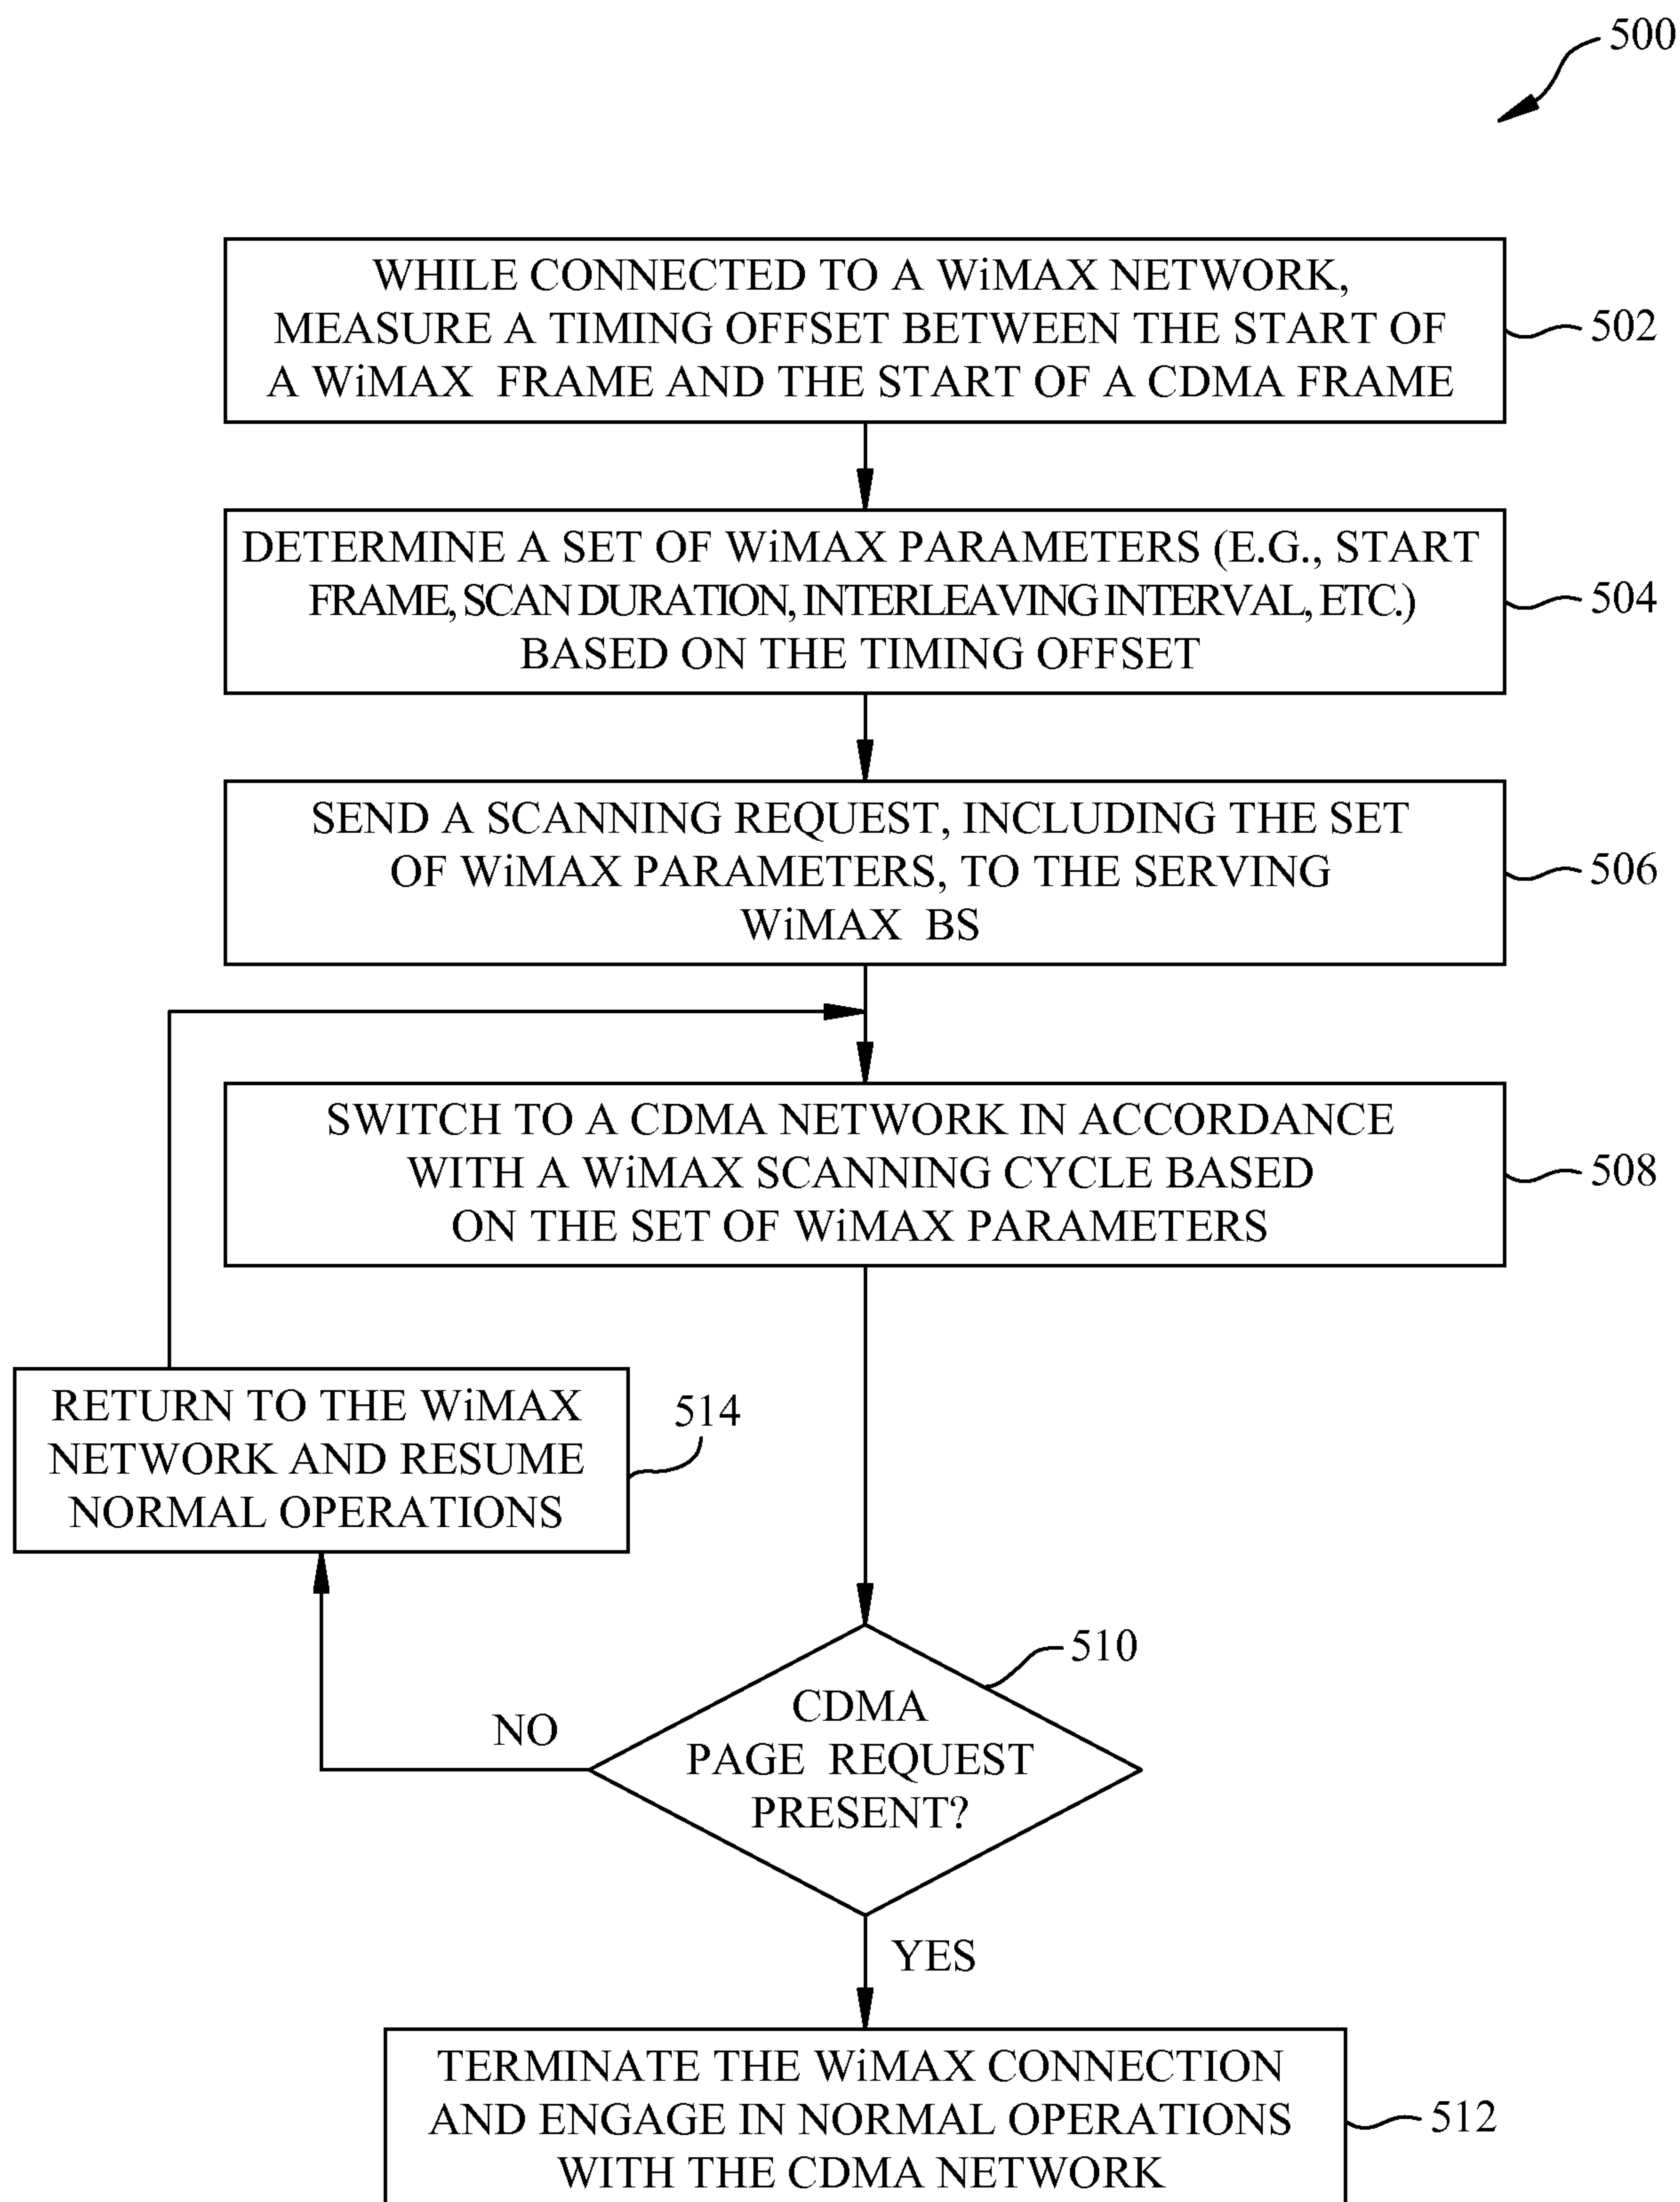 500
WHILE CONNECTED TO A WiMAX NETWORK,
MEASURE A TIMING OFFSET BETWEEN THE START OF
A WiMAX FRAME AND THE START OF A CDMA FRAME
502
DETERMINE A SET OF WiMAX PARAMETERS (E.G., START
FRAME, SCAN DURATION, INTERLEAVING INTERVAL, ETC.)
BASED ON THE TIMING OFFSET
504
SEND A SCANNING REQUEST, INCLUDING THE SET
OF WiMAX PARAMETERS, TO THE SERVING
WiMAX BS
506
SWITCH TO A CDMA NETWORK IN ACCORDANCE
WITH A WiMAX SCANNING CYCLE BASED
ON THE SET OF WiMAX PARAMETERS
508
RETURN TO THE WiMAX
NETWORK AND RESUME
NORMAL OPERATIONS
514
510
CDMA
PAGE REQUEST
PRESENT?
NO
YES
TERMINATE THE WiMAX CONNECTION
AND ENGAGE IN NORMAL OPERATIONS
WITH THE CDMA NETWORK
512